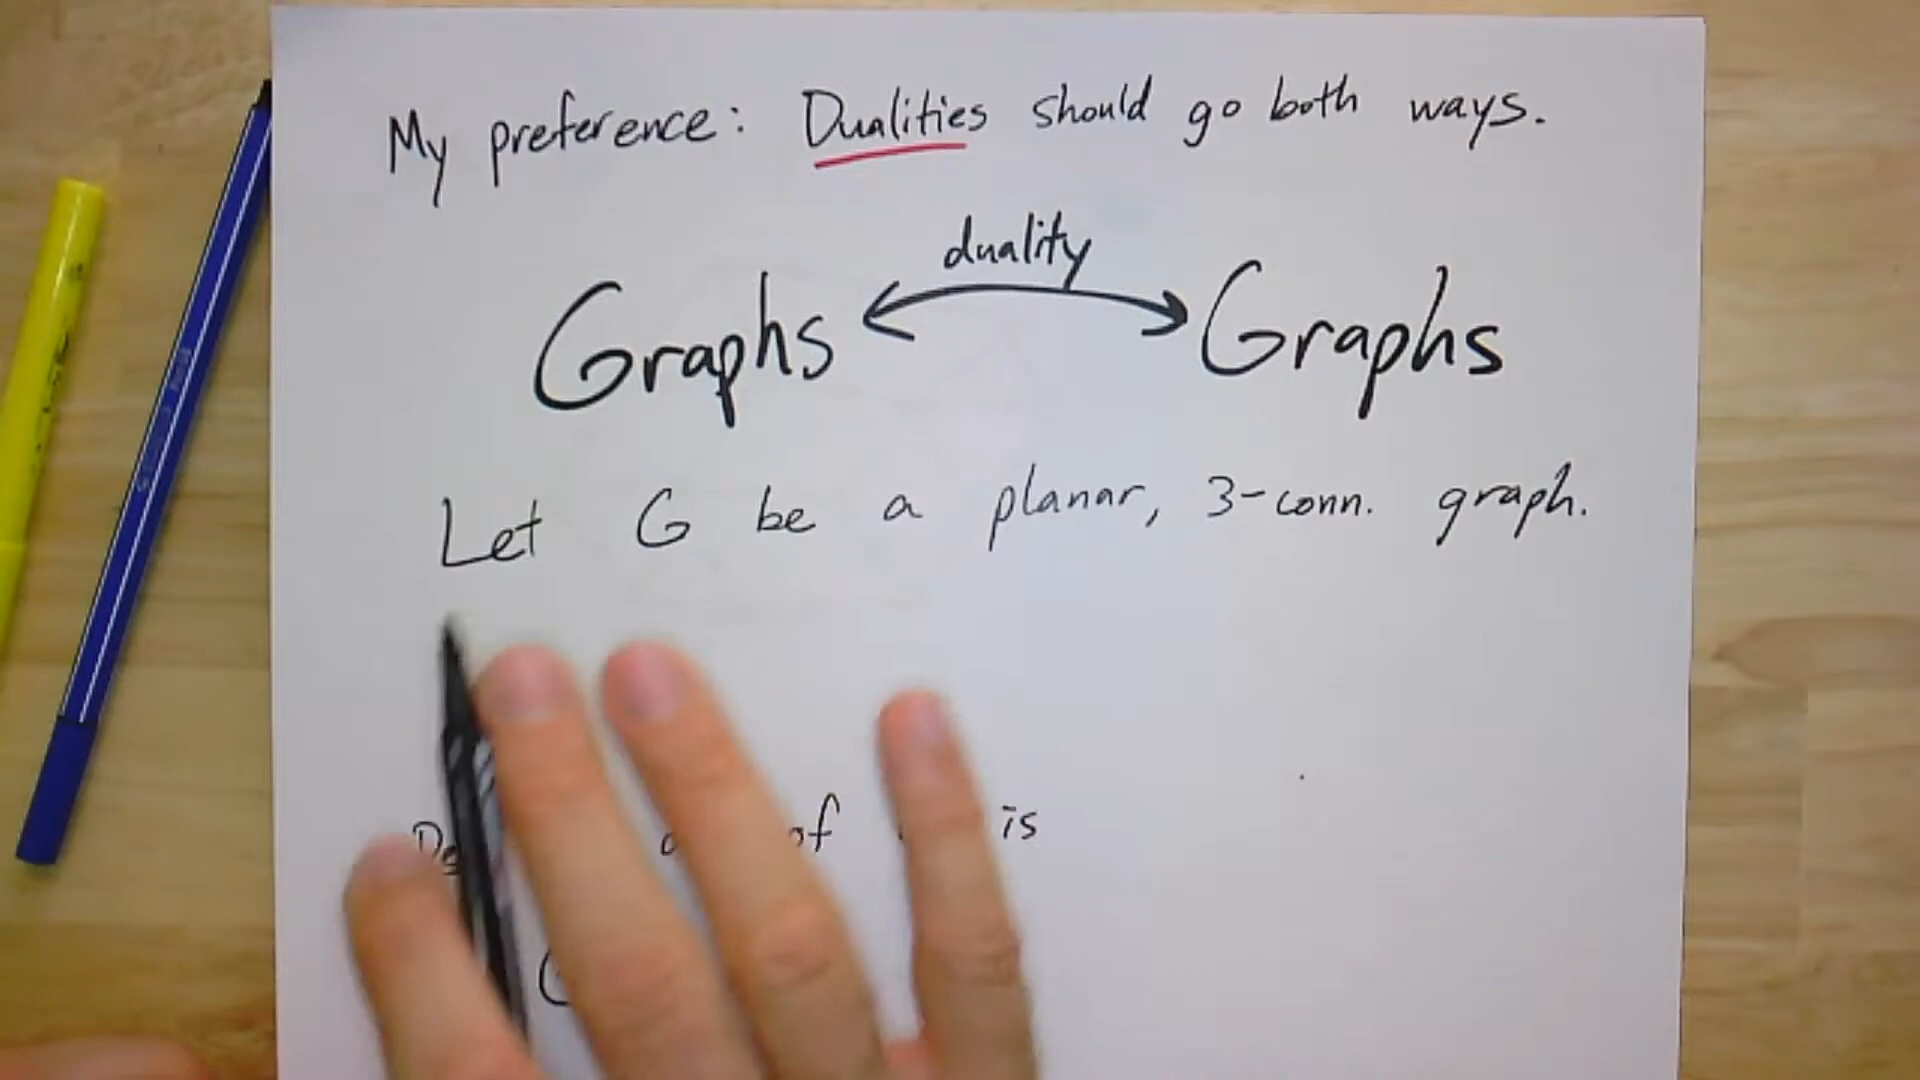 My preference: Dualities should go both ways.
duality
Graphs Graphs
Let G be a planar, 3-conn. graph.
of is